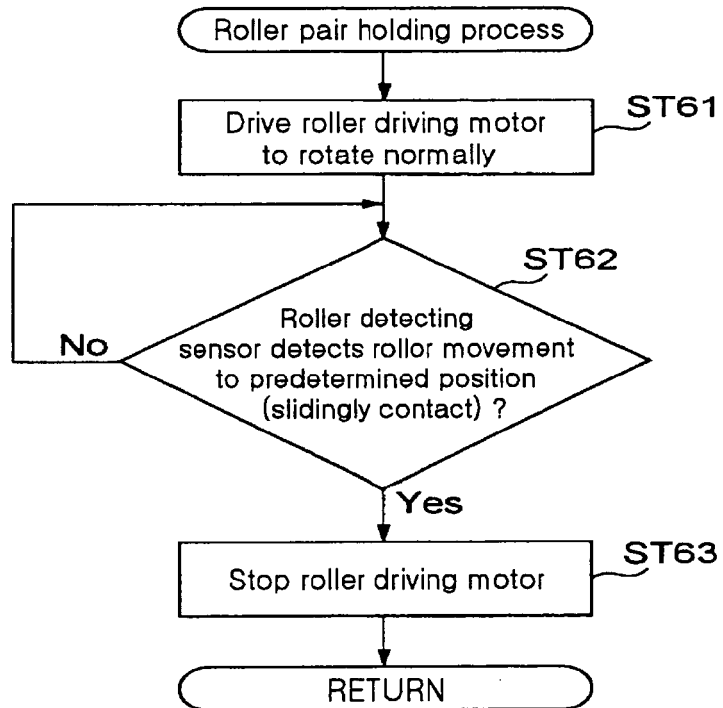 Roller pair holding process
ST61
Drive roller driving motor
to rotate normally
ST62
Roller detecting
sensor detects rollor movement
to predetermined position
(slidingly contact) ?
No
Yes
ST63
Stop roller driving motor
RETURN